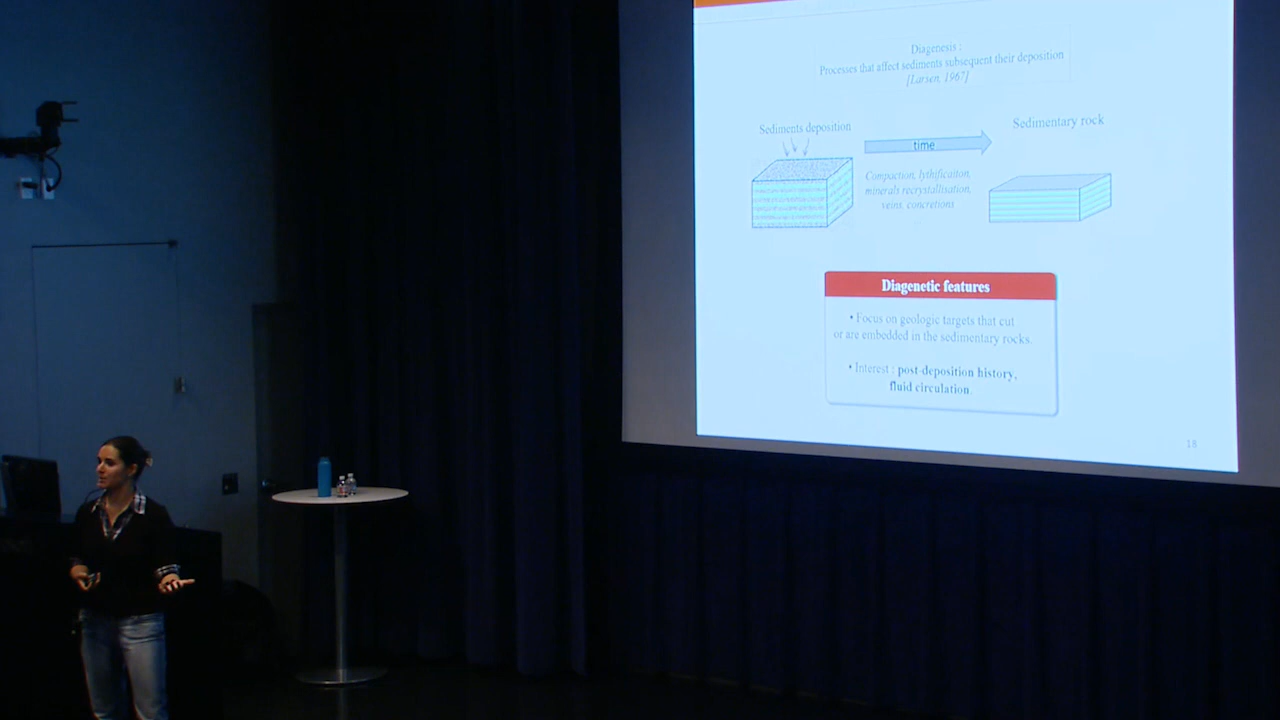 Diagenesis :
Processes that affect sediments subsequent their deposition
[Larsen, 1967]
Sediments deposition
time
Sedimentary rock
Compaction, lythificaiton,
minerals recrystallisation,
veins, concretions
Diagenetic features
• Focus on geologic targets that cut
or are embedded in the sedimentary rocks.
• Interest : post-deposition history,
fluid circulation
18